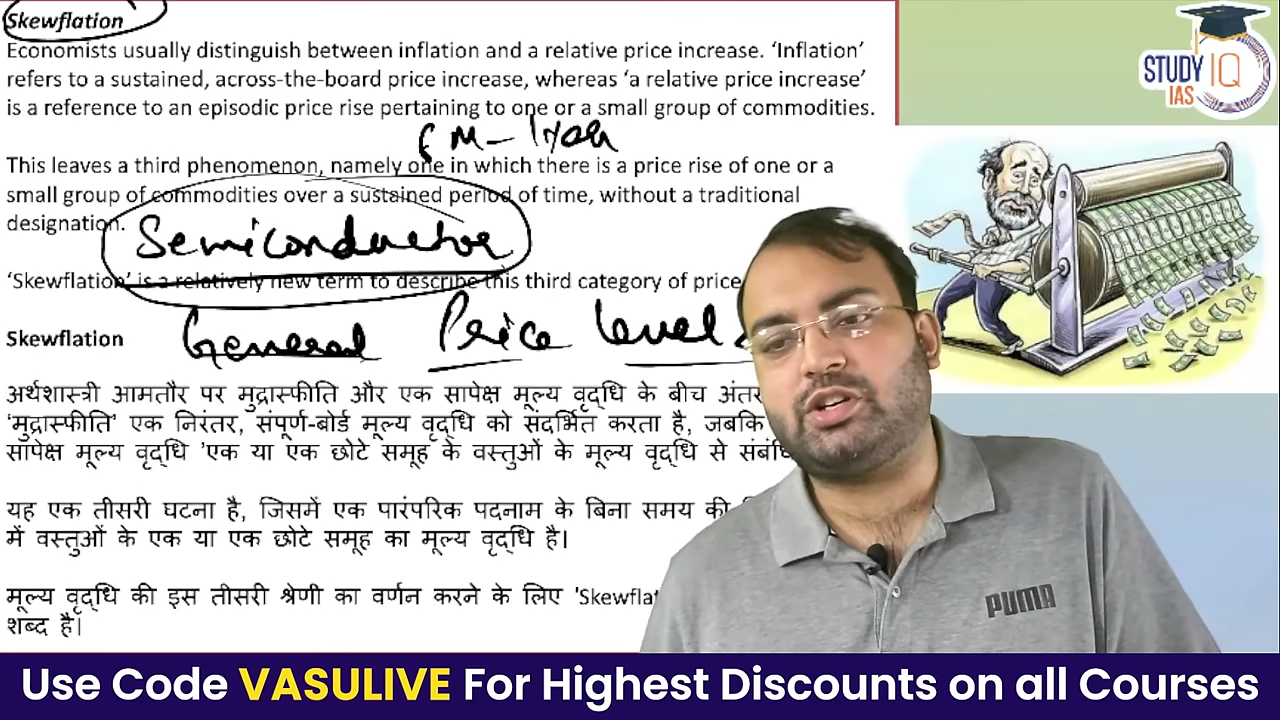 Skewflation
Economists usually distinguish between inflation and a relative price increase. ‘Inflation’
refers to a sustained, across-the-board price increase, whereas ‘a relative price increase’
is a reference to an episodic price rise pertaining to one or a small group of commodities.
6 M – 1 year
This leaves a third phenomenon, namely one in which there is a price rise of one or a
small group of commodities over a sustained period of time, without a traditional
designation.
Semiconductor
‘Skewflation’ is a relatively new term to describe this third category of price
Skewflation
General Price level
अर्थशास्त्री आमतौर पर मुद्रास्फीति और एक सापेक्ष मूल्य वृद्धि के बीच अंतर
‘मुद्रास्फीति’ एक निरंतर, संपूर्ण-बोर्ड मूल्य वृद्धि को संदर्भित करता है, जबकि
सापेक्ष मूल्य वृद्धि 'एक या एक छोटे समूह के वस्तुओं के मूल्य वृद्धि से
यह एक तीसरी घटना है, जिसमें एक पारंपरिक पदनाम के बिना समय की
में वस्तुओं के एक या एक छोटे समूह का मूल्य वृद्धि है।
मूल्य वृद्धि की इस तीसरी श्रेणी का वर्णन करने के लिए
शब्द है।
STUDY IQ
IAS
PUMA
Use Code VASULIVE For Highest Discounts on all Courses